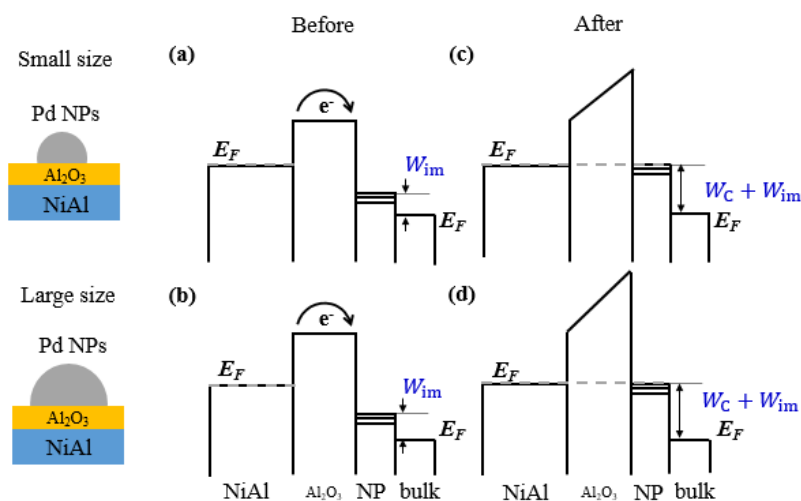 Before
After
Small size
(a)
(c)
Pd NPs
e⁻
E_F
W_im
E_F
E_F
W_C + W_im
E_F
Al₂O₃
NiAl
Large size
(b)
(d)
Pd NPs
e⁻
E_F
W_im
E_F
E_F
W_C + W_im
E_F
Al₂O₃
NiAl
NiAl Al₂O₃ NP bulk
NiAl Al₂O₃ NP bulk